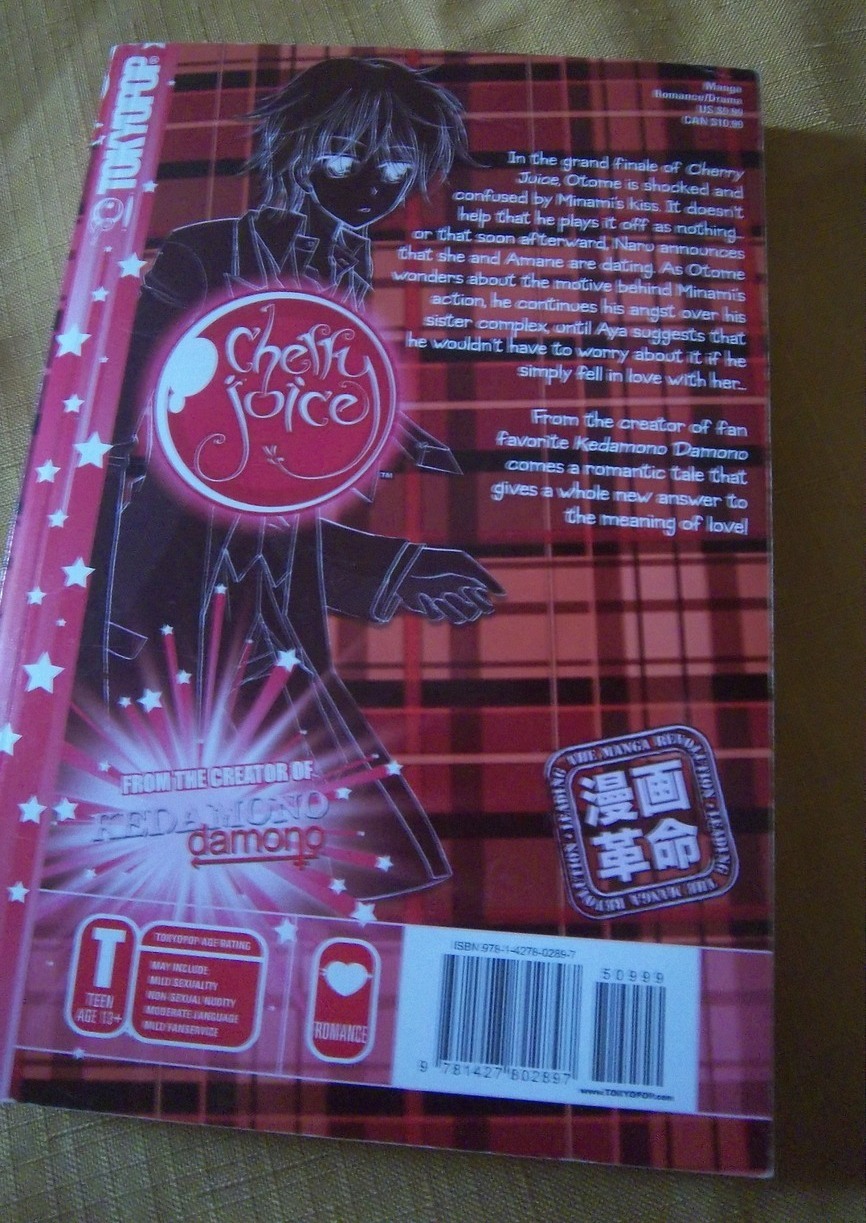 TOKYOPOP®
Manga
Romance/Drama
US $9.99
CAN $10.99
In the grand finale of Cherry
Juice, Otome is shocked and
confused by Minami's kiss. It doesn't
help that he plays it off as nothing-
or that soon afterward, Naru announces
that she and Amane are dating. As Otome
wonders about the motive behind Minami's
action, he continues his angst over his
sister complex, until Aya suggests that
he wouldn't have to worry about it if he
simply fell in love with her...
From the creator of fan
favorite Kedamono Damono
comes a romantic tale that
gives a whole new answer to
the meaning of love!
Cherry
juice
™
FROM THE CREATOR OF
KEDAMONO
damono
THE MANGA REVOLUTION · LEADING THE MANGA REVOLUTION · LEADING
漫画
革命
T
TEEN
AGE 13+
TOKYOPOP AGE RATING
MAY INCLUDE
MILD SEXUALITY
NON-SEXUAL NUDITY
MODERATE LANGUAGE
MILD FANSERVICE
ROMANCE
ISBN 978-1-4278-0289-7
50999
9 781427 802897
www.TOKYOPOP.com